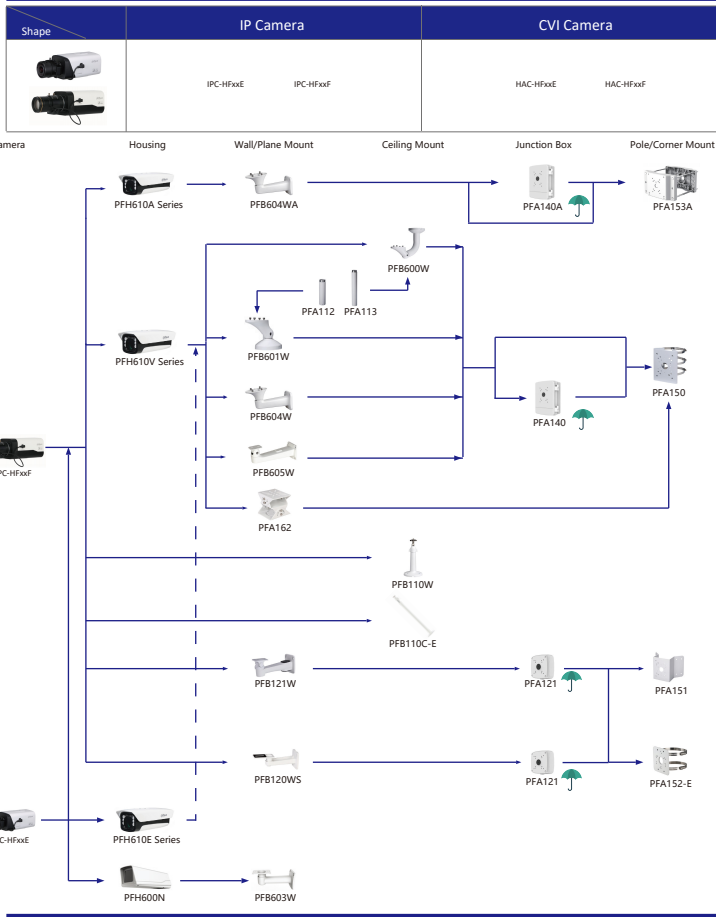 Shape
IP Camera
CVI Camera
IPC-HFxxE
IPC-HFxxF
HAC-HFxxE
HAC-HFxxF
amera
Housing
Wall/Plane Mount
Ceiling Mount
Junction Box
Pole/Corner Mount
PFH610A Series
PFB604WA
PFA140A
PFA153A
PFB600W
PFA112
PFA113
PFH610V Series
PFB601W
PFA150
PFB604W
PFA140
PC-HFxxF
PFB605W
PFA162
PFB110W
PFB110C-E
PFB121W
PFA121
PFA151
PFB120WS
PFA121
PFA152-E
C-HFxxE
PFH610E Series
PFH600N
PFB603W